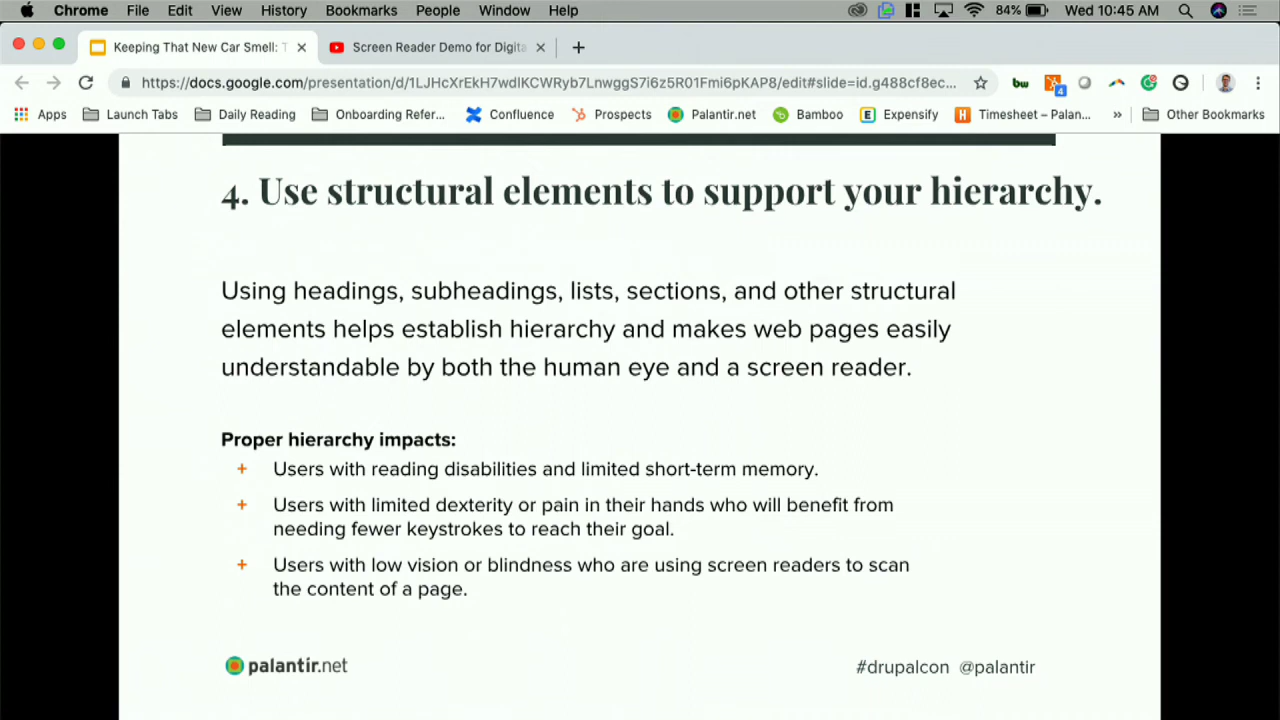 Chrome File Edit View History Bookmarks People Window Help 84% Wed 10:45 AM
Keeping That New Car Smell: T Screen Reader Demo for Digita
https://docs.google.com/presentation/d/1LJHcXrEkH7wdlKCWRyb7LnwggS7i6z5R01Fmi6pKAP8/edit#slide=id.g488cf8ec... bw 4
Apps Launch Tabs Daily Reading Onboarding Refer... Confluence Prospects Palantir.net Bamboo Expensify Timesheet – Palan... » Other Bookmarks
4. Use structural elements to support your hierarchy.
Using headings, subheadings, lists, sections, and other structural
elements helps establish hierarchy and makes web pages easily
understandable by both the human eye and a screen reader.
Proper hierarchy impacts:
+ Users with reading disabilities and limited short-term memory.
+ Users with limited dexterity or pain in their hands who will benefit from
needing fewer keystrokes to reach their goal.
+ Users with low vision or blindness who are using screen readers to scan
the content of a page.
palantír.net #drupalcon @palantir